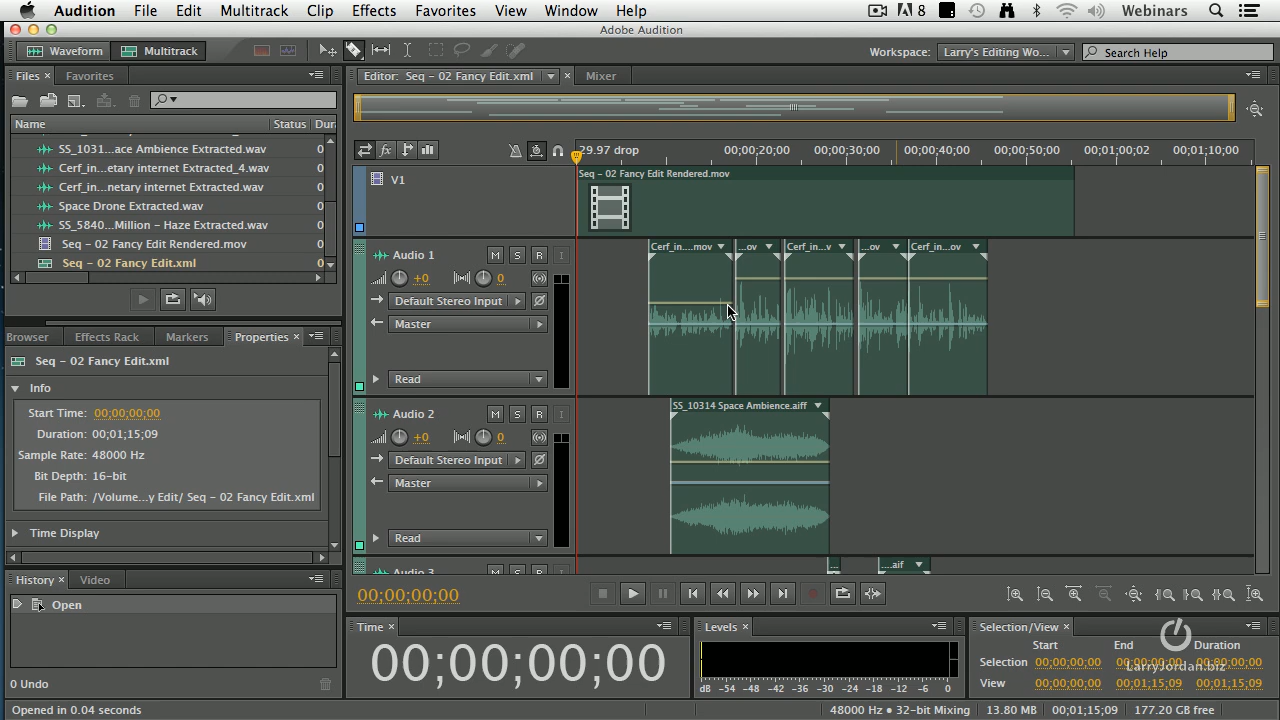 Audition File Edit Multitrack Clip Effects Favorites View Window Help 8 Webinars
Adobe Audition
Waveform Multitrack Workspace: Larry's Editing Wo... Search Help
Files Favorites
Name Status Dur
SS_1031...ace Ambience Extracted.wav 0
Cerf_in...etary internet Extracted_4.wav 0
Cerf_in...netary internet Extracted.wav 0
Space Drone Extracted.wav 0
SS_5840...Million - Haze Extracted.wav 0
Seq - 02 Fancy Edit Rendered.mov 0
Seq - 02 Fancy Edit.xml 0
Browser Effects Rack Markers Properties
Seq - 02 Fancy Edit.xml
Info
Start Time: 00;00;00;00
Duration: 00;01;15;09
Sample Rate: 48000 Hz
Bit Depth: 16-bit
File Path: /Volume...y Edit/ Seq - 02 Fancy Edit.xml
Time Display
History Video
Open
0 Undo
Opened in 0.04 seconds
Editor: Seq - 02 Fancy Edit.xml Mixer
fx 29.97 drop 00;00;20;00 00;00;30;00 00;00;40;00 00;00;50;00 00;01;00;02 00;01;10;00
V1 Seq - 02 Fancy Edit Rendered.mov
Audio 1 M S R I Cerf_in....mov ...ov Cerf_in...v ...ov Cerf_in...ov
+0 0
Default Stereo Input
Master
Read
Audio 2 M S R I SS_10314 Space Ambience.aiff
+0 0
Default Stereo Input
Master
Read
Audio 3 ... ....aif
00;00;00;00
Time Levels Selection/View
00;00;00;00
dB -54 -48 -42 -36 -30 -24 -18 -12 -6 0
Start End Duration
Selection 00;00;00;00 00;00;00;00 00;00;00;00
LarryJordan.biz
View 00;00;00;00 00;01;15;09 00;01;15;09
48000 Hz • 32-bit Mixing 13.80 MB 00;01;15;09 177.20 GB free